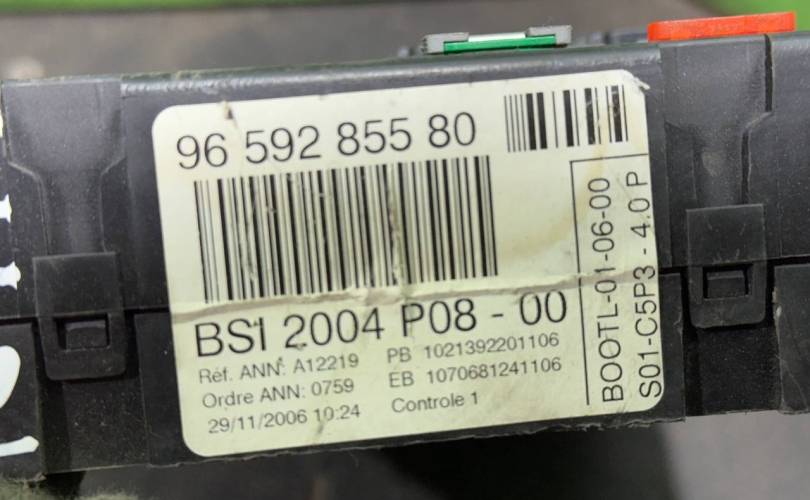 96 592 855 80
BSI 2004 P08 - 00
Réf. ANN: A12219
Ordre ANN: 0759
29/11/2006 10:24
PB 1021392201106
EB 1070681241106
Controle 1
BOOTL-01-06-00
S01-C5P3 - 4.0 P